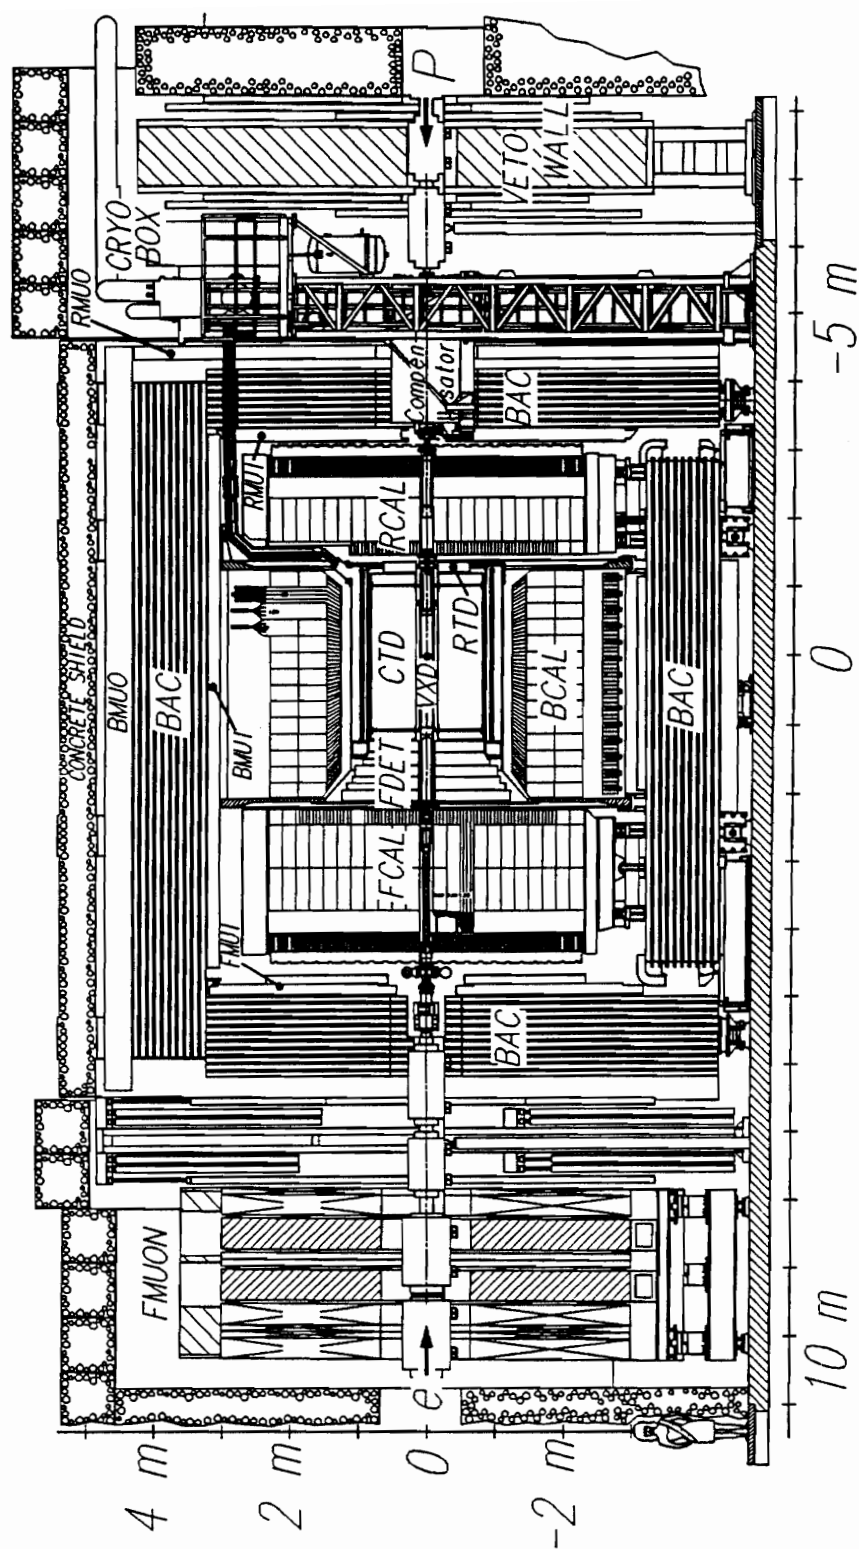 CONCRETE SHIELD
RMUO
CRYO-
BOX
BMUO
FMUON
BAC
RMUI
BMUI
FMUI
P
e
VETO
WALL
Compen
sator
BAC
RCAL
CTD
VXD
RTD
FDET
FCAL
BCAL
BAC
BAC
4 m
2 m
0
-2 m
10 m
0
-5 m